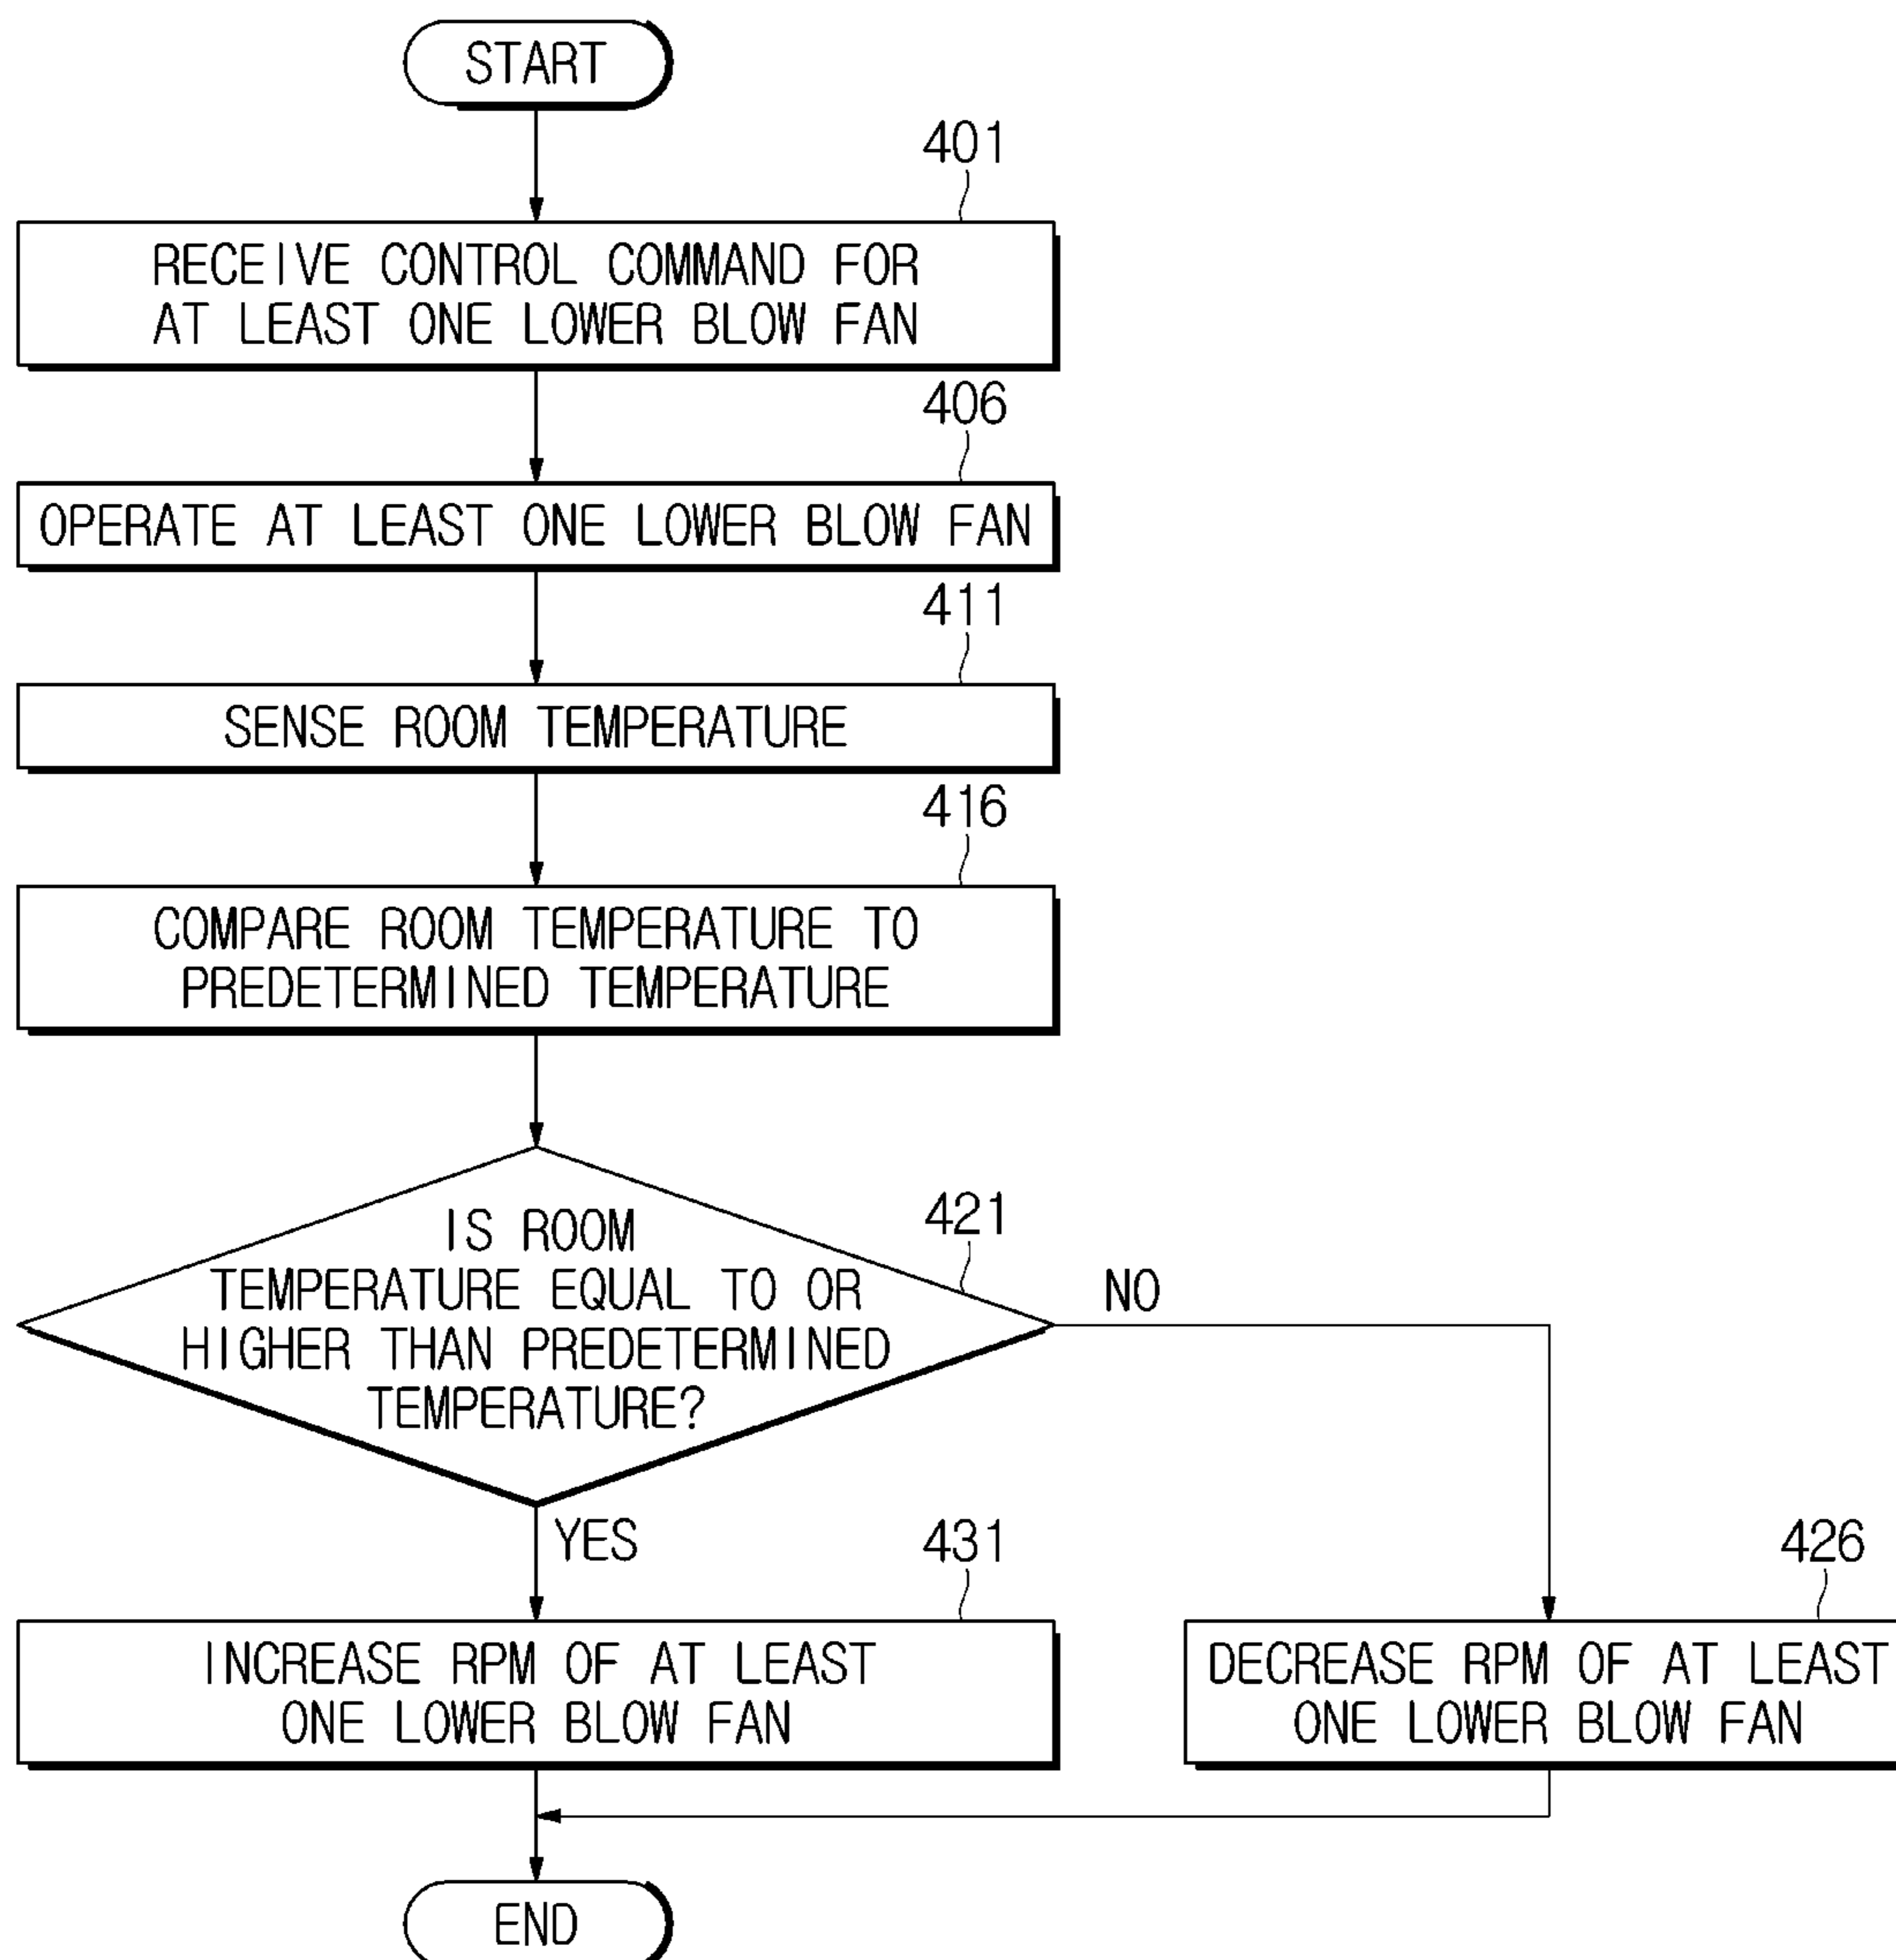 START
401
RECEIVE CONTROL COMMAND FOR
AT LEAST ONE LOWER BLOW FAN
406
OPERATE AT LEAST ONE LOWER BLOW FAN
411
SENSE ROOM TEMPERATURE
416
COMPARE ROOM TEMPERATURE TO
PREDETERMINED TEMPERATURE
421
IS ROOM
TEMPERATURE EQUAL TO OR
HIGHER THAN PREDETERMINED
TEMPERATURE?
NO
YES
431
INCREASE RPM OF AT LEAST
ONE LOWER BLOW FAN
426
DECREASE RPM OF AT LEAST
ONE LOWER BLOW FAN
END